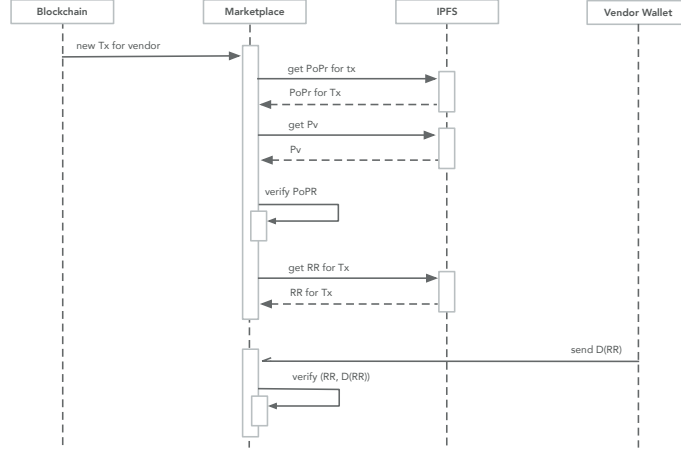 Blockchain
Marketplace
IPFS
Vendor Wallet
new Tx for vendor
get PoPr for tx
PoPr for Tx
get Pv
Pv
verify PoPR
get RR for Tx
RR for Tx
send D(RR)
verify (RR, D(RR))